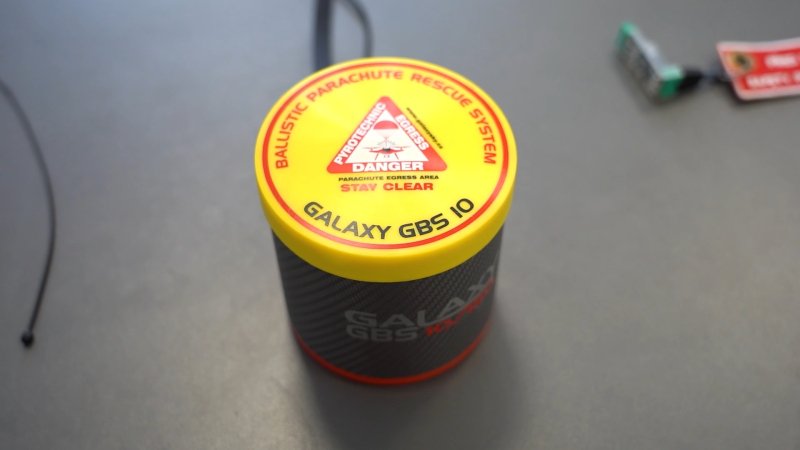 BALLISTIC PARACHUTE RESCUE SYSTEM
PYROTECHNIC
EGRESS
DANGER
PARACHUTE EGRESS AREA
STAY CLEAR
GALAXY GBS 10
GALAXY
GBS